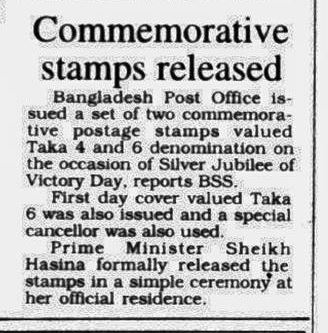 Commemorative
stamps released
Bangladesh Post Office is-
sued a set of two commemora-
tive postage stamps valued
Taka 4 and 6 denomination on
the occasion of Silver Jubilee of
Victory Day, reports BSS.
First day cover valued Taka
6 was also issued and a special
cancellor was also used.
Prime Minister Sheikh
Hasina formally released the
stamps in a simple ceremony at
her official residence.